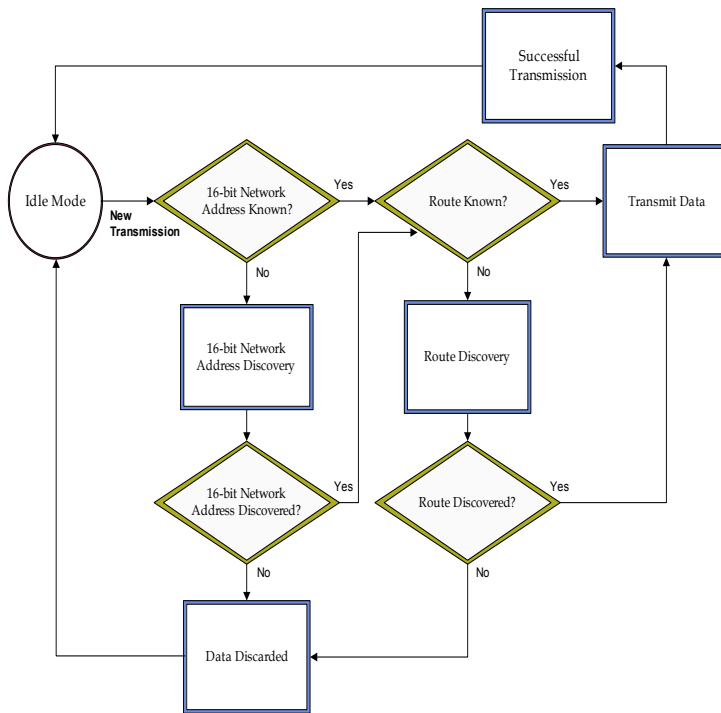 Successful
Transmission
Idle Mode
New
Transmission
16-bit Network
Address Known?
Yes
Route Known?
Yes
Transmit Data
No
No
16-bit Network
Address Discovery
Route Discovery
16-bit Network
Address Discovered?
Yes
Route Discovered?
Yes
No
No
Data Discarded